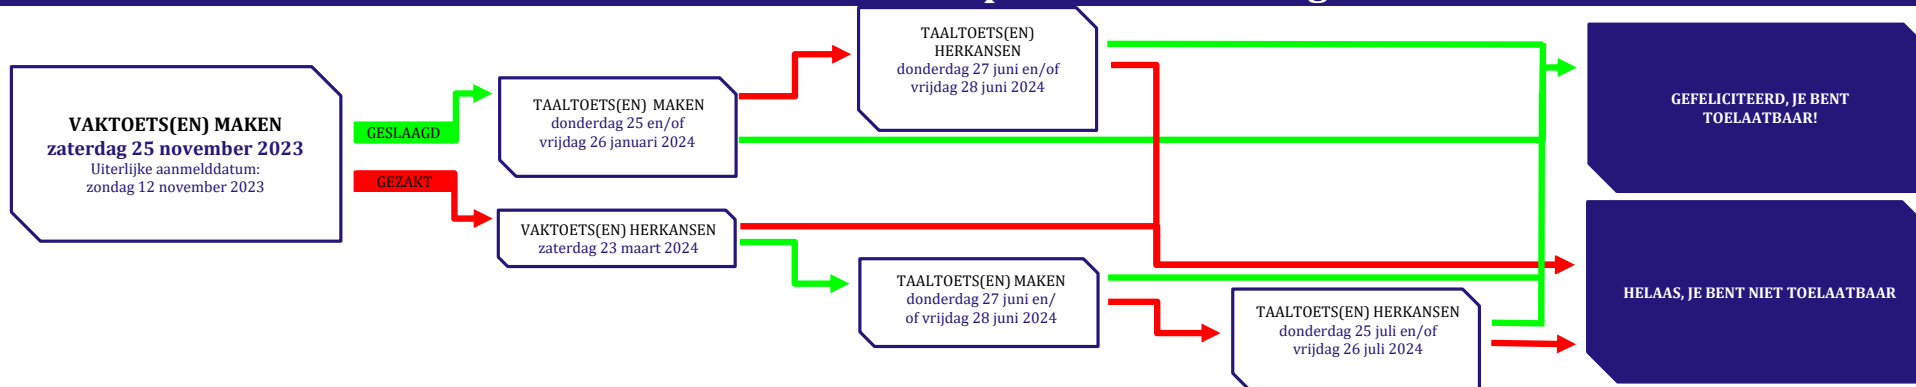 VAKTOETS(EN) MAKEN
zaterdag 25 november 2023
Uiterlijke aanmelddatum:
zondag 12 november 2023
GESLAAGD
GEZAKT
TAALTOETS(EN) MAKEN
donderdag 25 en/of
vrijdag 26 januari 2024
VAKTOETS(EN) HERKANSEN
zaterdag 23 maart 2024
TAALTOETS(EN)
HERKANSEN
donderdag 27 juni en/of
vrijdag 28 juni 2024
TAALTOETS(EN) MAKEN
donderdag 27 juni en/
of vrijdag 28 juni 2024
TAALTOETS(EN) HERKANSEN
donderdag 25 juli en/of
vrijdag 26 juli 2024
GEFELICITEERD, JE BENT
TOELAATBAAR!
HELAAS, JE BENT NIET TOELAATBAAR